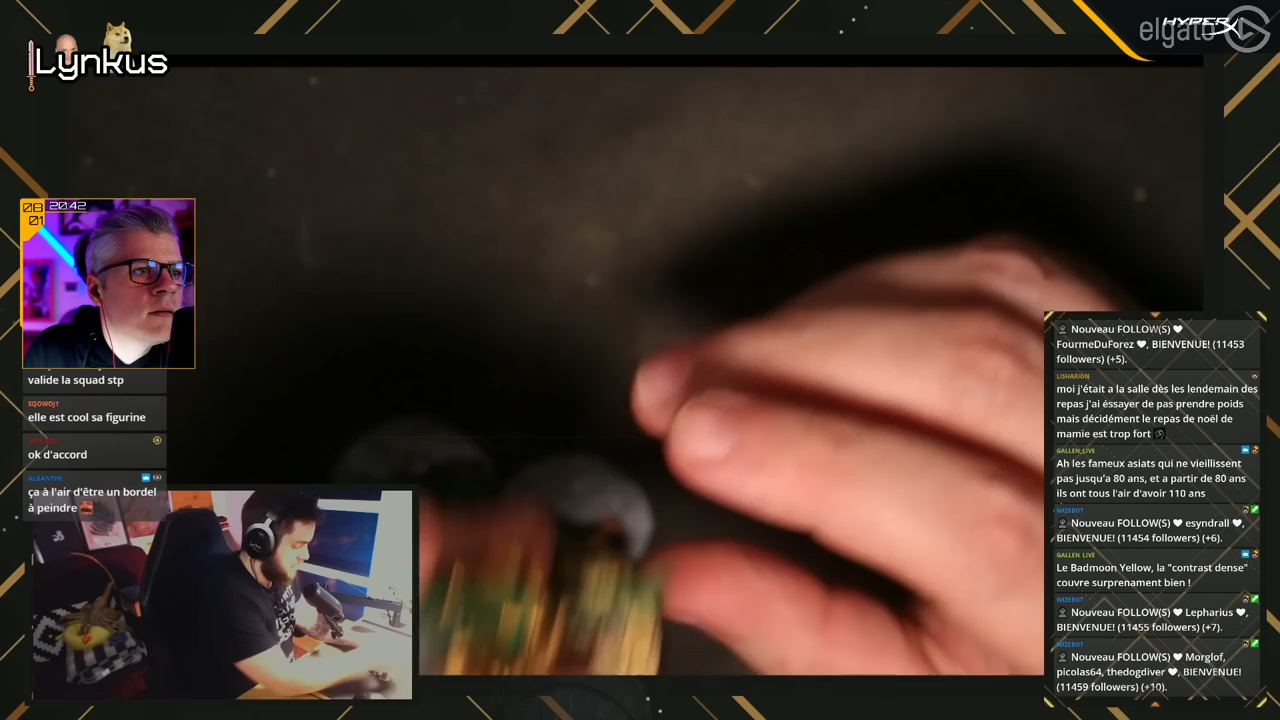 HYPERX
elgato
Lynkus
08
01
20:42
valide la squad stp
SQOWOJ1
elle est cool sa figurine
ok d'accord
ALGANTHE
ça à l'air d'être un bordel
à peindre
Nouveau FOLLOW(S) ♥
FourmeDuForez ♥, BIENVENUE! (11453
followers) (+5).
LISHARION
moi j'était a la salle dès les lendemain des
repas j'ai éssayer de pas prendre poids
mais décidément le repas de noël de
mamie est trop fort
GALLEN_LIVE
Ah les fameux asiats qui ne vieillissent
pas jusqu'a 80 ans, et a partir de 80 ans
ils ont tous l'air d'avoir 110 ans
WIZEBOT
Nouveau FOLLOW(S) ♥ esyndrall ♥,
BIENVENUE! (11454 followers) (+6).
GALLEN_LIVE
Le Badmoon Yellow, la "contrast dense"
couvre surprenament bien !
WIZEBOT
Nouveau FOLLOW(S) ♥ Lepharius ♥,
BIENVENUE! (11455 followers) (+7).
WIZEBOT
Nouveau FOLLOW(S) ♥ Morglof,
picolas64, thedogdiver ♥, BIENVENUE!
(11459 followers) (+10).